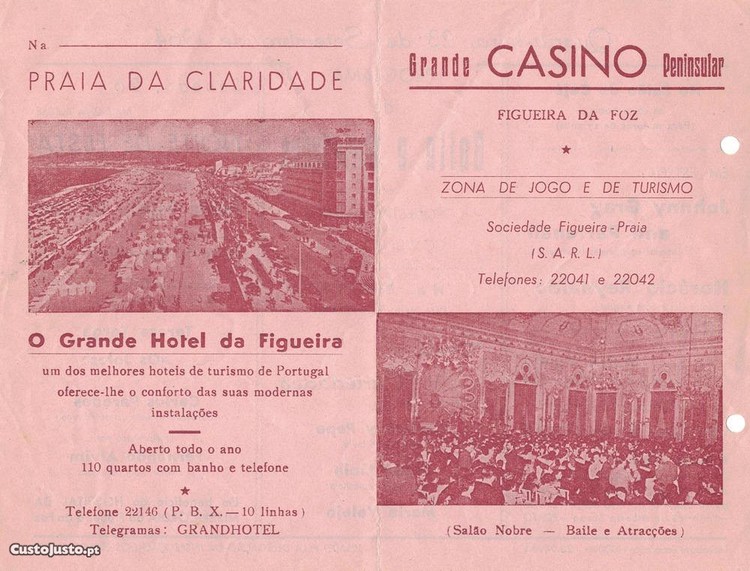 Na
PRAIA DA CLARIDADE
O Grande Hotel da Figueira
um dos melhores hoteis de turismo de Portugal
oferece-lhe o conforto das suas modernas
instalações
Aberto todo o ano
110 quartos com banho e telefone
★
Telefone 22146 (P. B. X. — 10 linhas)
Telegramas: GRANDHOTEL
Grande CASINO Peninsular
FIGUEIRA DA FOZ
★
ZONA DE JOGO E DE TURISMO
Sociedade Figueira-Praia
(S. A. R. L.)
Telefones: 22041 e 22042
(Salão Nobre — Baile e Atracções)
CustoJusto.pt